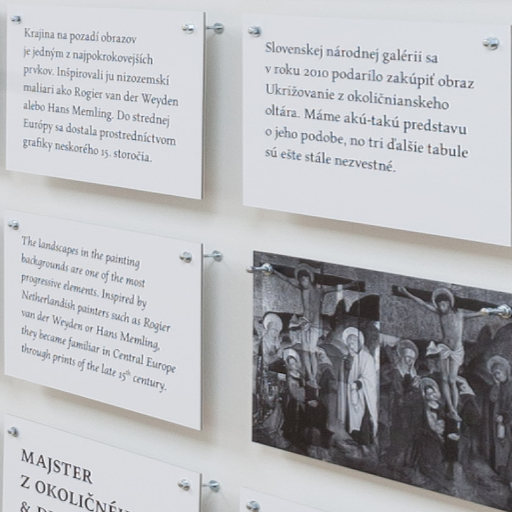 Krajina na pozadí obrazov
je jedným z najpokrokovejších
prvkov. Inšpirovali ju nizozemskí
maliari ako Rogier van der Weyden
alebo Hans Memling. Do strednej
Európy sa dostala prostredníctvom
grafiky neskorého 15. storočia.
Slovenskej národnej galérii sa
v roku 2010 podarilo zakúpiť obraz
Ukrižovanie z okoličnianskeho
oltára. Máme akú-takú predstavu
o jeho podobe, no tri ďalšie tabule
sú ešte stále nezvestné.
The landscapes in the painting
backgrounds are one of the most
progressive elements. Inspired by
Netherlandish painters such as Rogier
van der Weyden or Hans Memling,
they became familiar in Central Europe
through prints of the late 15th century.
MAJSTER
Z OKOLIČNÉ
&